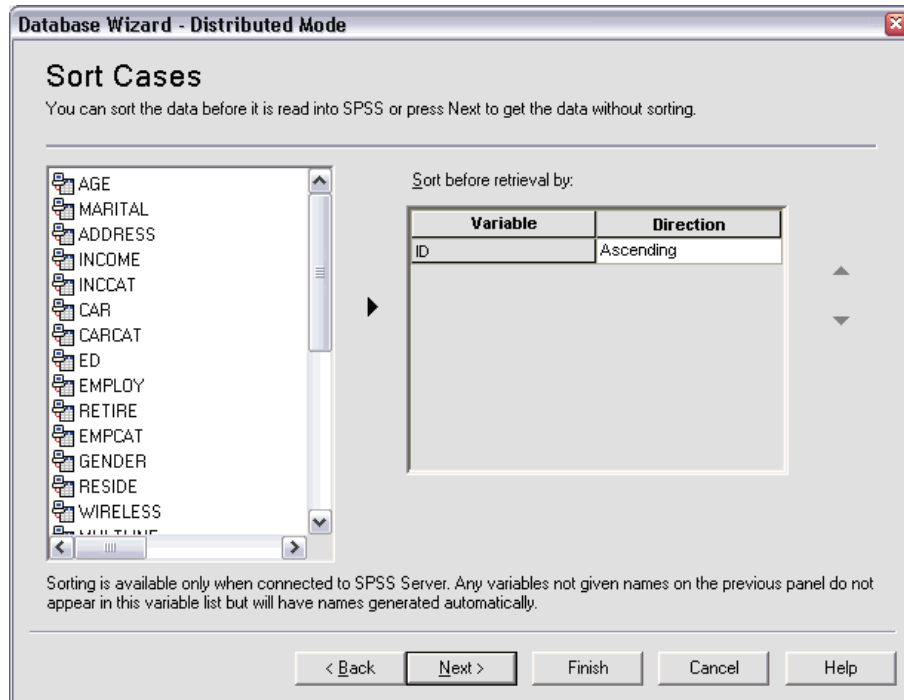 Database Wizard - Distributed Mode
Sort Cases
You can sort the data before it is read into SPSS or press Next to get the data without sorting.
AGE
MARITAL
ADDRESS
INCOME
INCCAT
CAR
CARCAT
ED
EMPLOY
RETIRE
EMPCAT
GENDER
RESIDE
WIRELESS
Sort before retrieval by:
Variable Direction
ID Ascending
Sorting is available only when connected to SPSS Server. Any variables not given names on the previous panel do not
appear in this variable list but will have names generated automatically.
< Back Next > Finish Cancel Help